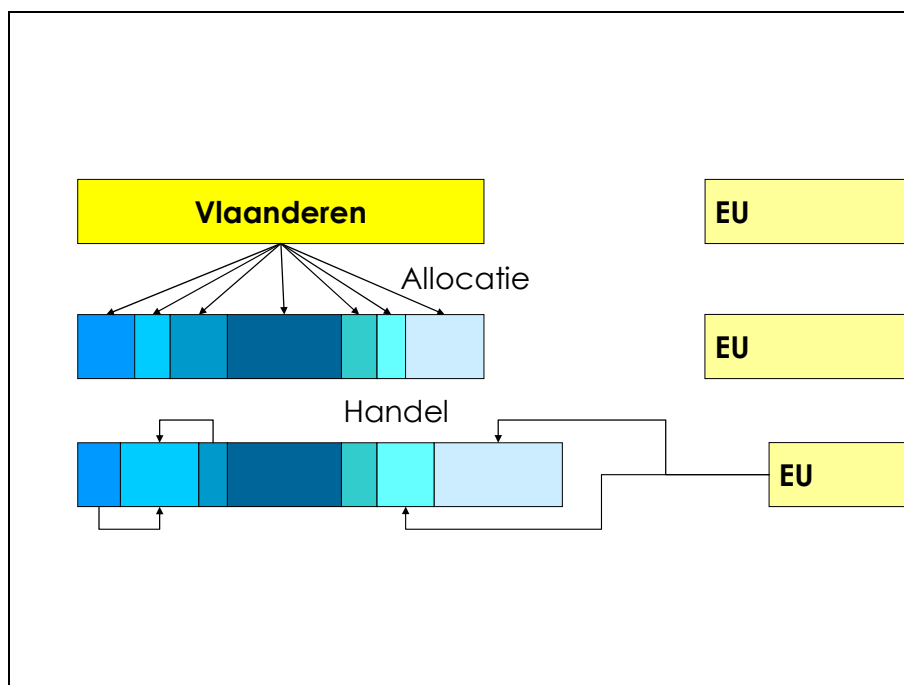 Vlaanderen
EU
Allocatie
EU
Handel
EU